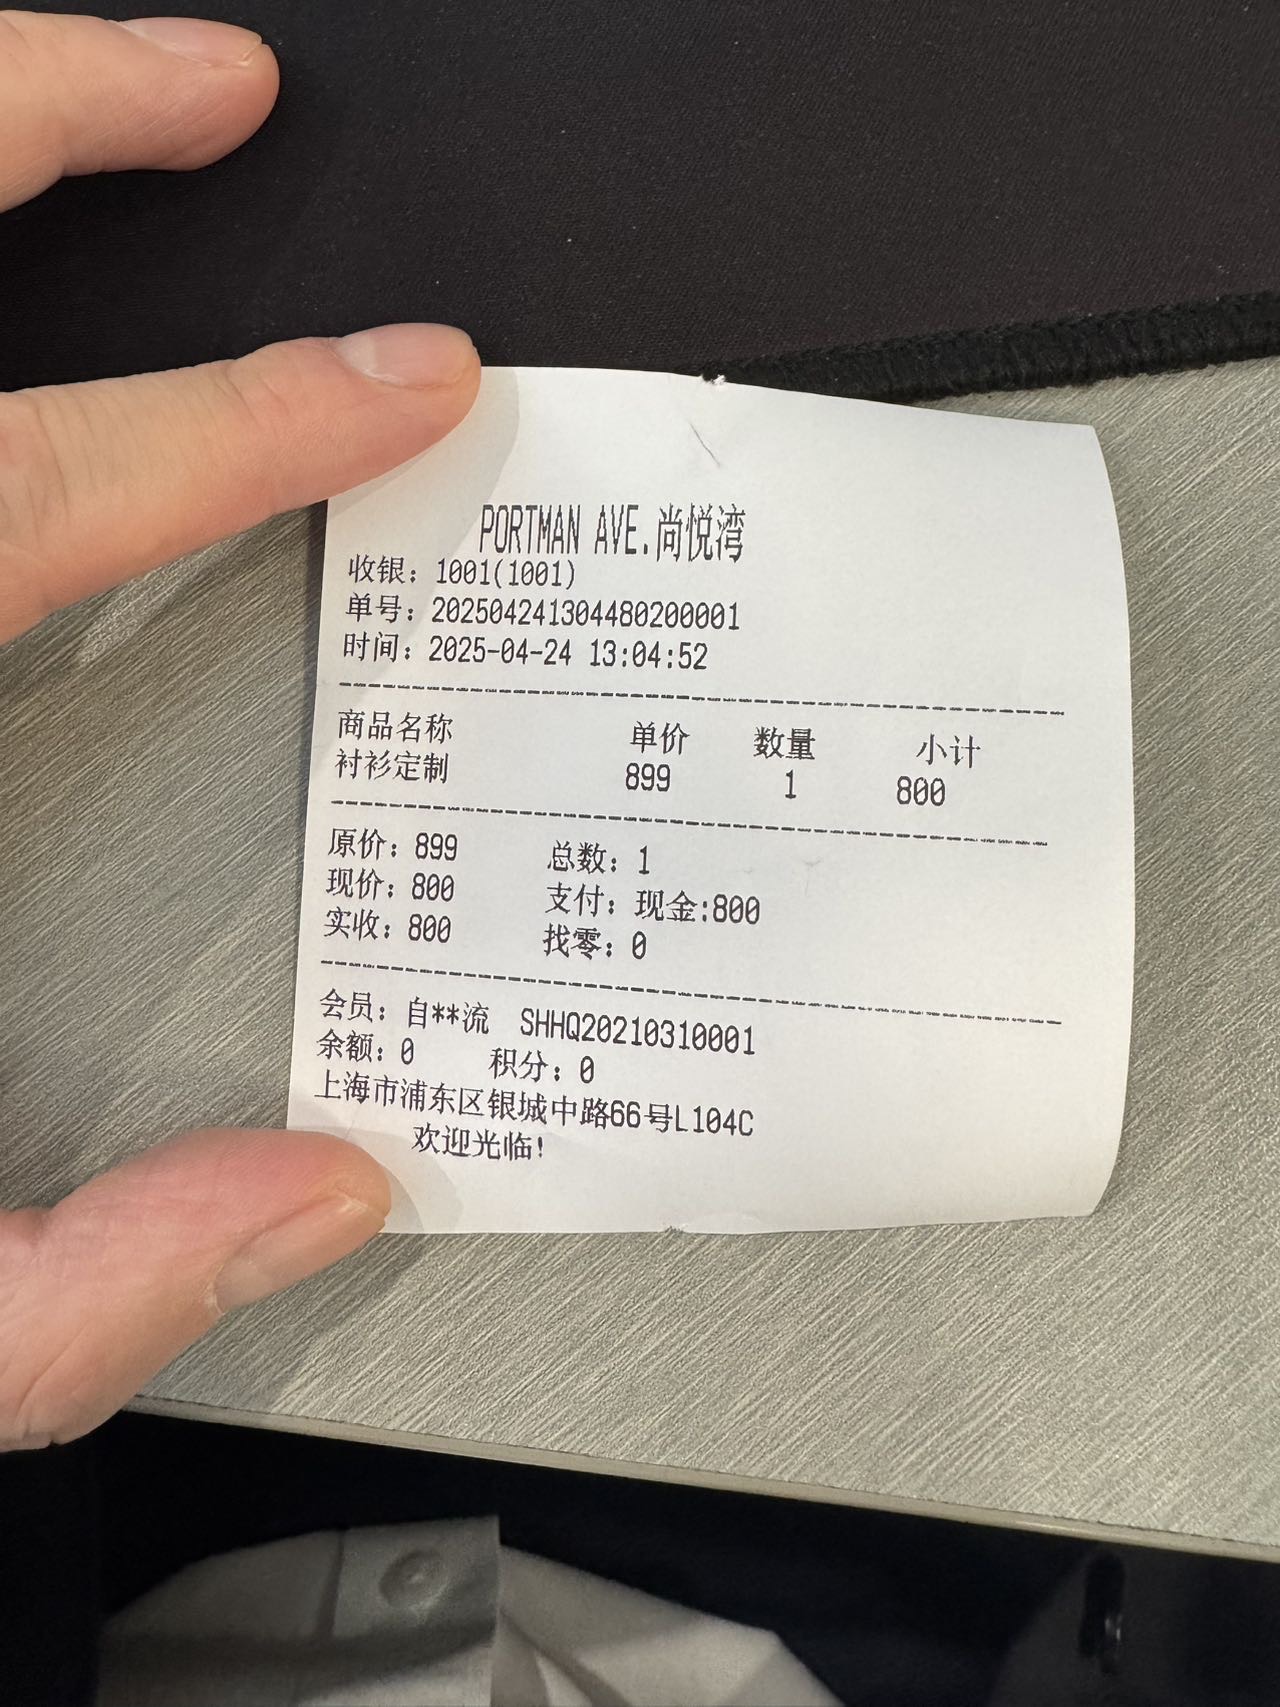 PORTMAN AVE.尚悦湾
收银：1001(1001)
单号：202504241304480200001
时间：2025-04-24 13:04:52
商品名称 单价 数量 小计
衬衫定制 899 1 800
原价：899 总数：1
现价：800 支付：现金:800
实收：800 找零：0
会员：自**流 SHHQ20210310001
余额：0 积分：0
上海市浦东区银城中路66号L104C
欢迎光临!